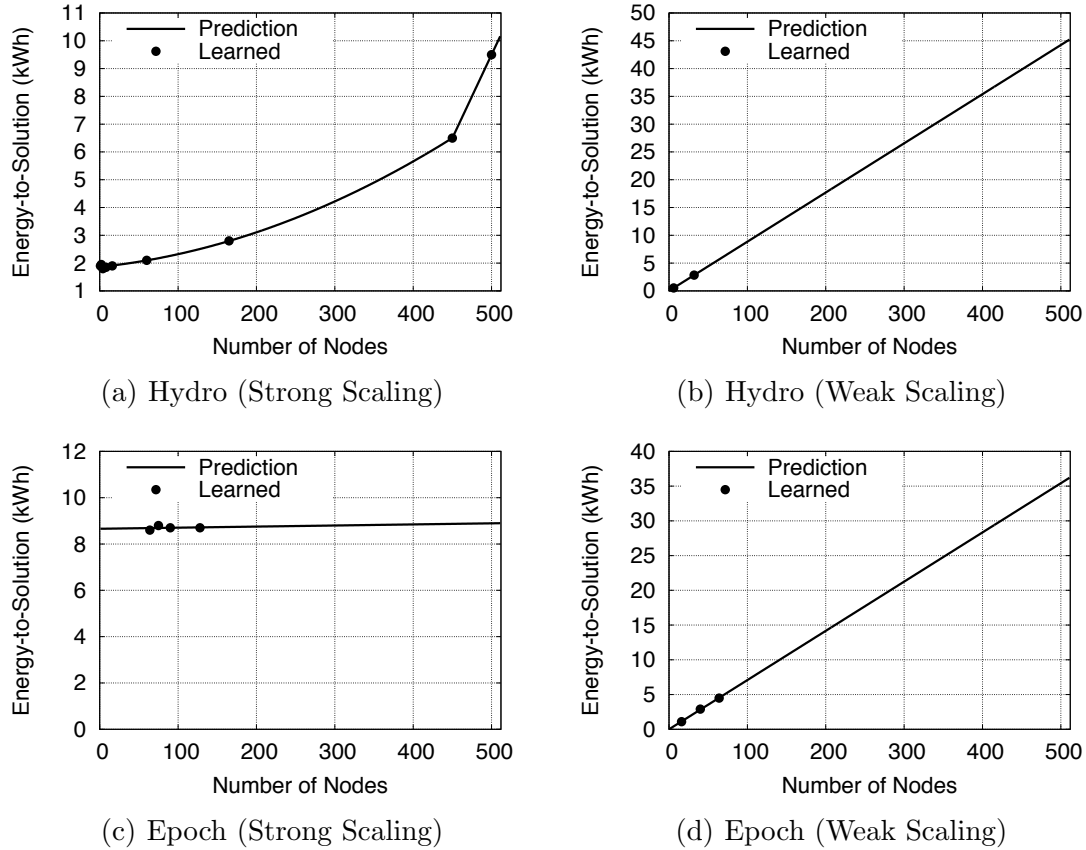 Energy-to-Solution (kWh)
11
10
9
8
7
6
5
4
3
2
1
Prediction
Learned
0 100 200 300 400 500
Number of Nodes
(a) Hydro (Strong Scaling)
Energy-to-Solution (kWh)
50
45
40
35
30
25
20
15
10
5
0
Prediction
Learned
0 100 200 300 400 500
Number of Nodes
(b) Hydro (Weak Scaling)
Energy-to-Solution (kWh)
12
10
8
6
4
2
0
Prediction
Learned
0 100 200 300 400 500
Number of Nodes
(c) Epoch (Strong Scaling)
Energy-to-Solution (kWh)
40
35
30
25
20
15
10
5
0
Prediction
Learned
0 100 200 300 400 500
Number of Nodes
(d) Epoch (Weak Scaling)